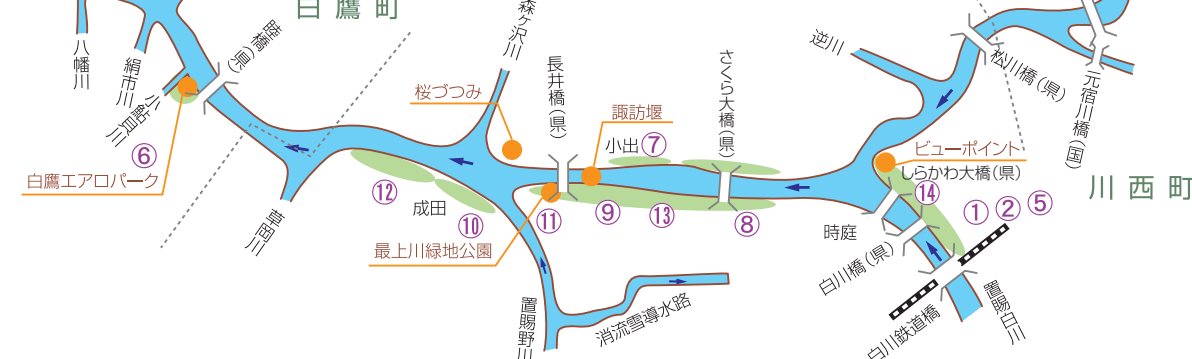 白鷹町
八幡川
絹市川
小鮎貝川
睦橋(県)
⑥
白鷹エアロパーク
草岡川
森ヶ沢川
桜づつみ
⑫
成田
⑩
最上川緑地公園
長井橋(県)
諏訪堰
小出
⑦
さくら大橋(県)
⑪
⑨
⑬
⑧
置賜野川
消流雪導水路
逆川
松川橋(県)
元宿川橋(国)
ビューポイント
しらかわ大橋(県)
⑭
①
②
⑤
川西町
時庭
白川橋(県)
白川鉄道橋
置賜白川